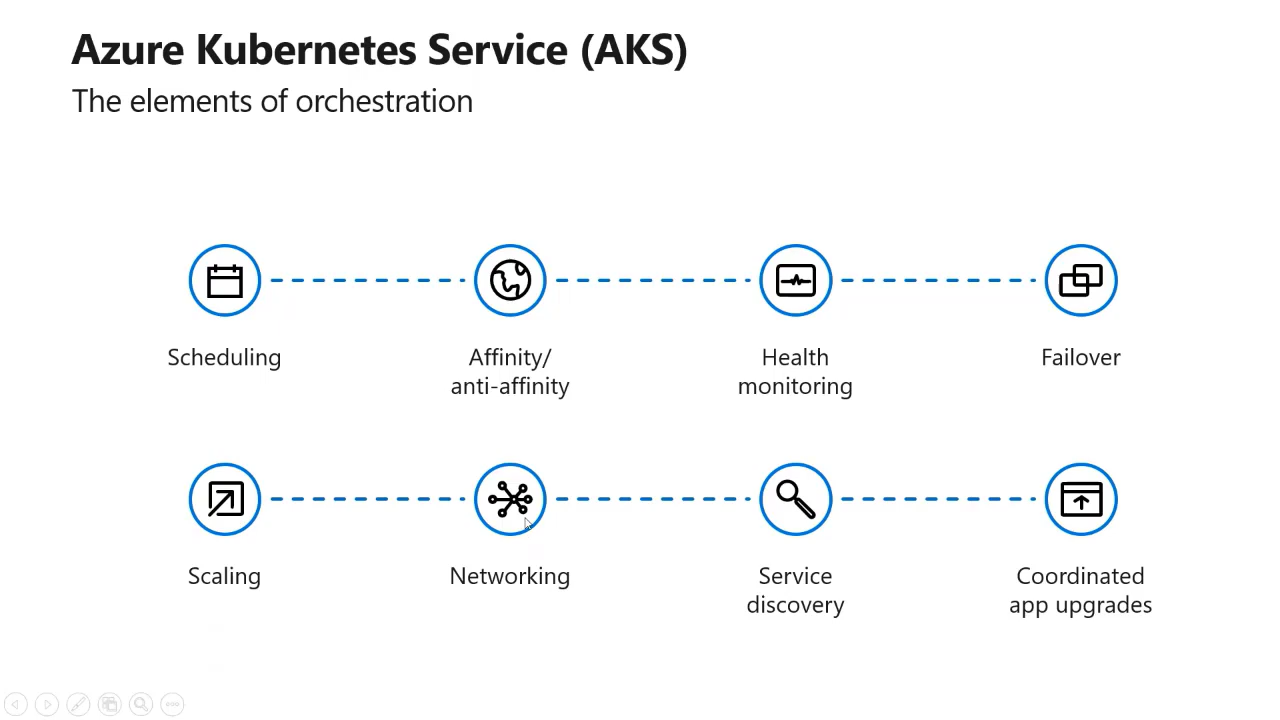 Azure Kubernetes Service (AKS)
The elements of orchestration
Scheduling
Affinity/
anti-affinity
Health
monitoring
Failover
Scaling
Networking
Service
discovery
Coordinated
app upgrades